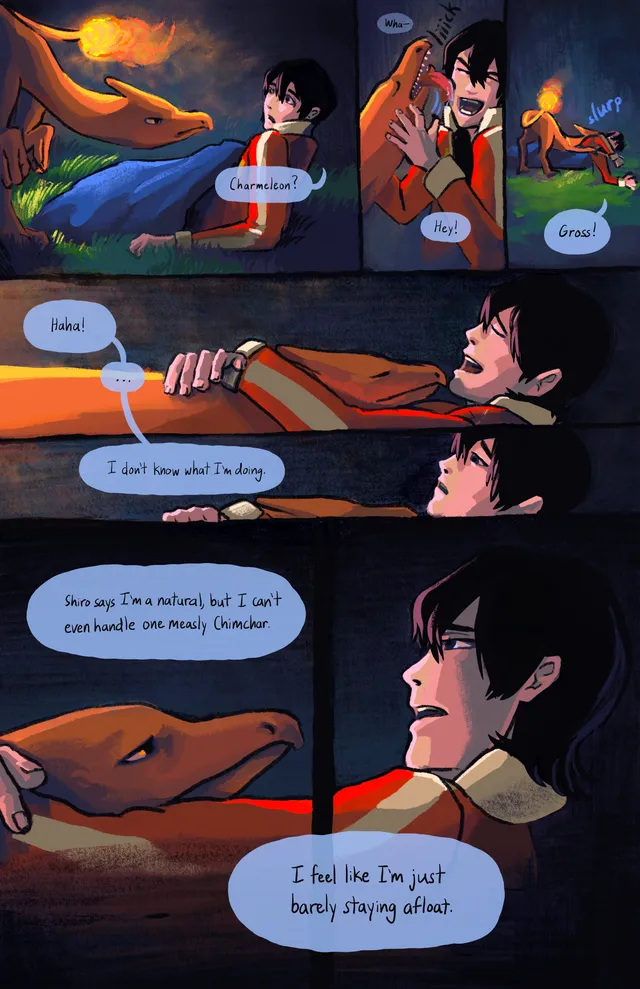 Charmeleon?
Wha—
liiick
Hey!
slurp
Gross!
Haha!
...
I don't know what I'm doing.
Shiro says I'm a natural, but I can't
even handle one measly Chimchar.
I feel like I'm just
barely staying afloat.